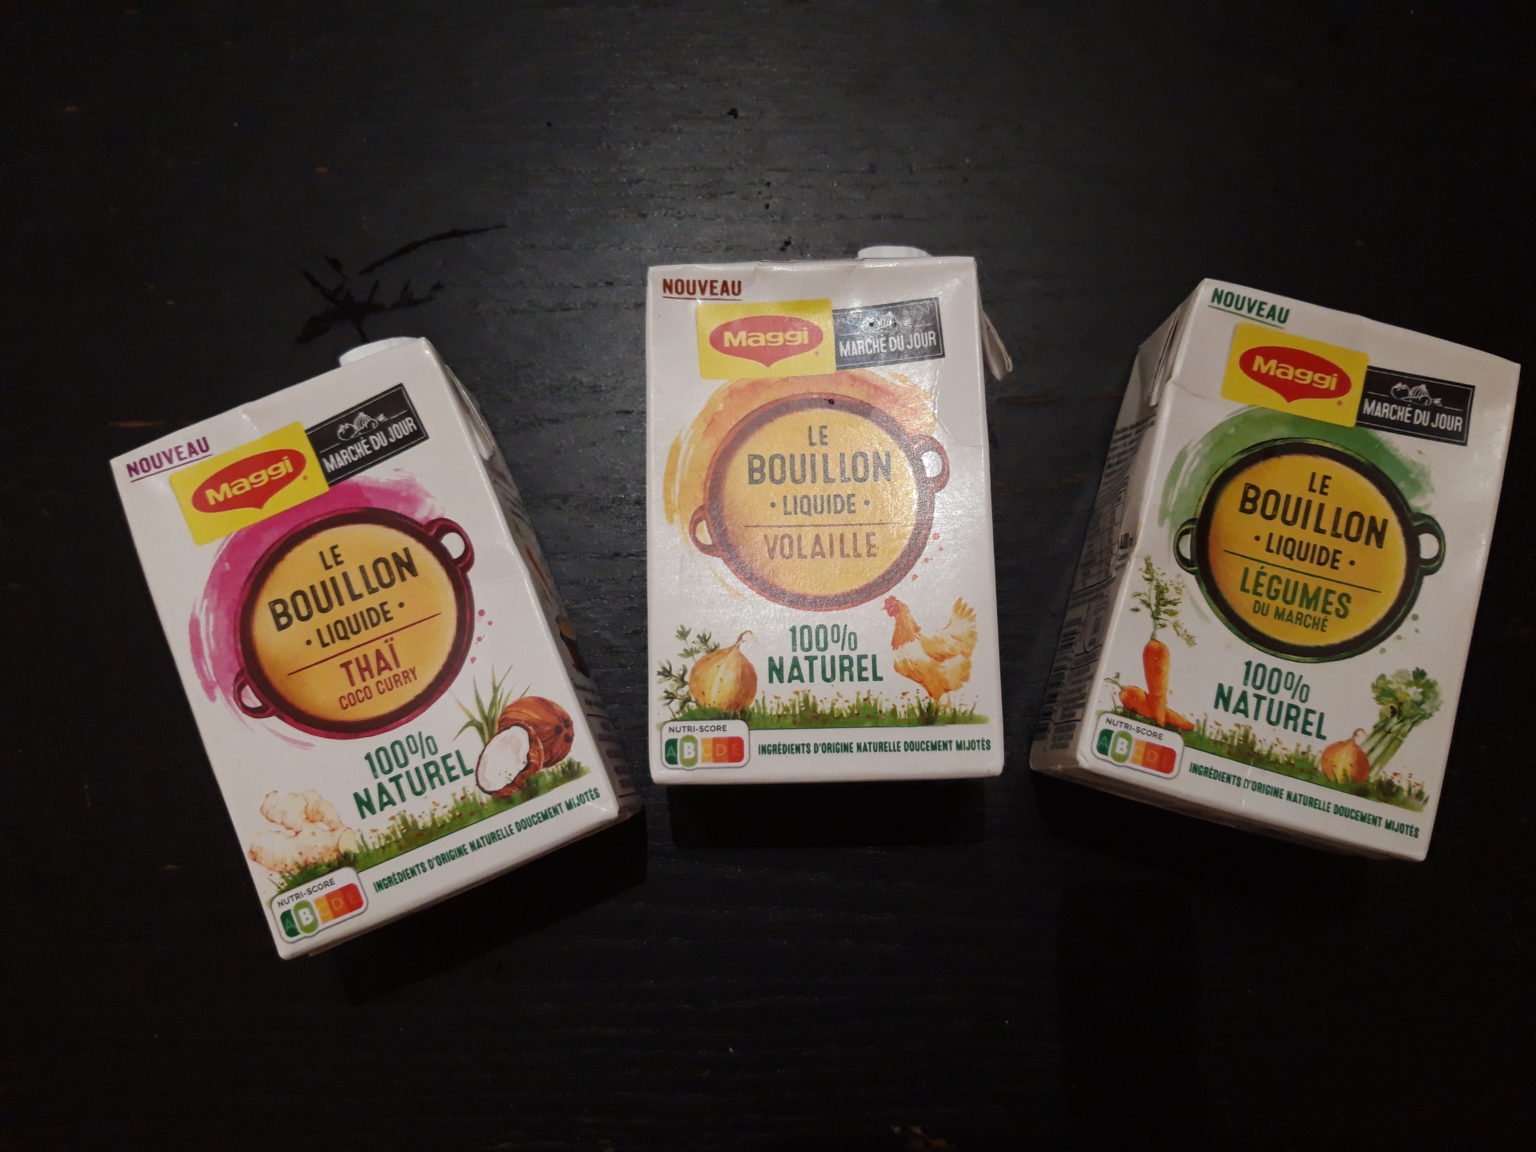 NOUVEAU
Maggi
MARCHÉ DU JOUR
LE
BOUILLON
• LIQUIDE •
THAÏ
COCO CURRY
100%
NATUREL
NUTRI-SCORE
A B C D E
INGRÉDIENTS D'ORIGINE NATURELLE DOUCEMENT MIJOTÉS
NOUVEAU
Maggi
MARCHÉ DU JOUR
LE
BOUILLON
• LIQUIDE •
VOLAILLE
100%
NATUREL
NUTRI-SCORE
A B C D E
INGRÉDIENTS D'ORIGINE NATURELLE DOUCEMENT MIJOTÉS
NOUVEAU
Maggi
MARCHÉ DU JOUR
LE
BOUILLON
• LIQUIDE •
LÉGUMES
DU MARCHÉ
100%
NATUREL
NUTRI-SCORE
A B C D E
INGRÉDIENTS D'ORIGINE NATURELLE DOUCEMENT MIJOTÉS